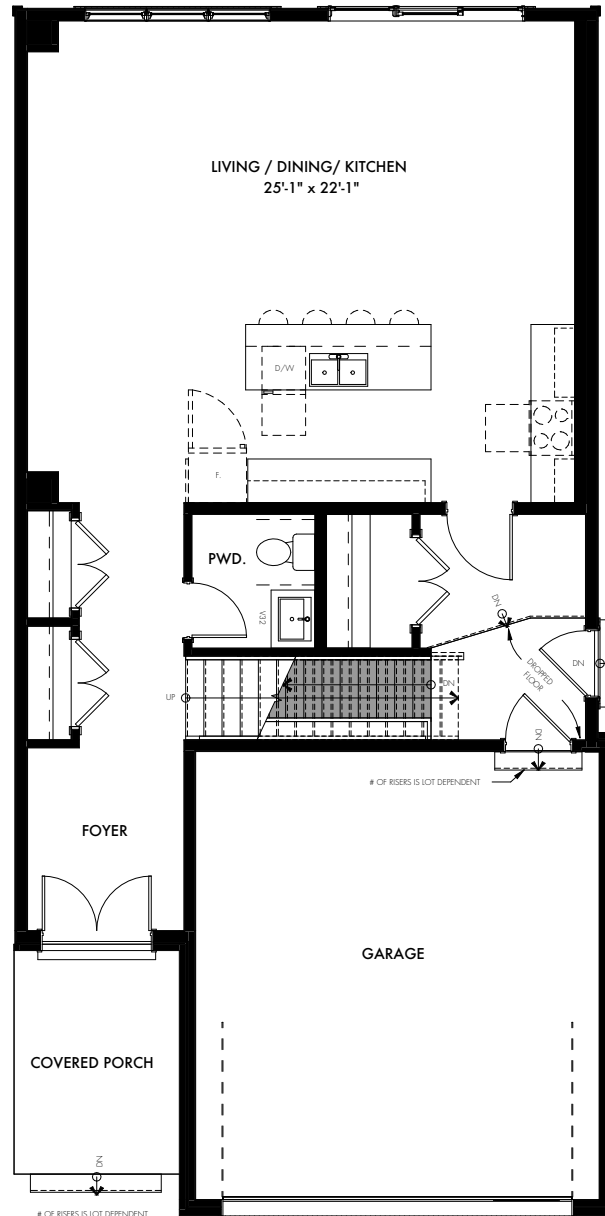 LIVING / DINING/ KITCHEN
25'-1" x 22'-1"
D/W
F.
PWD.
V32
DN
DROPPED
FLOOR
DN
UP
DN
DN
# OF RISERS IS LOT DEPENDENT
FOYER
GARAGE
COVERED PORCH
DN
# OF RISERS IS LOT DEPENDENT